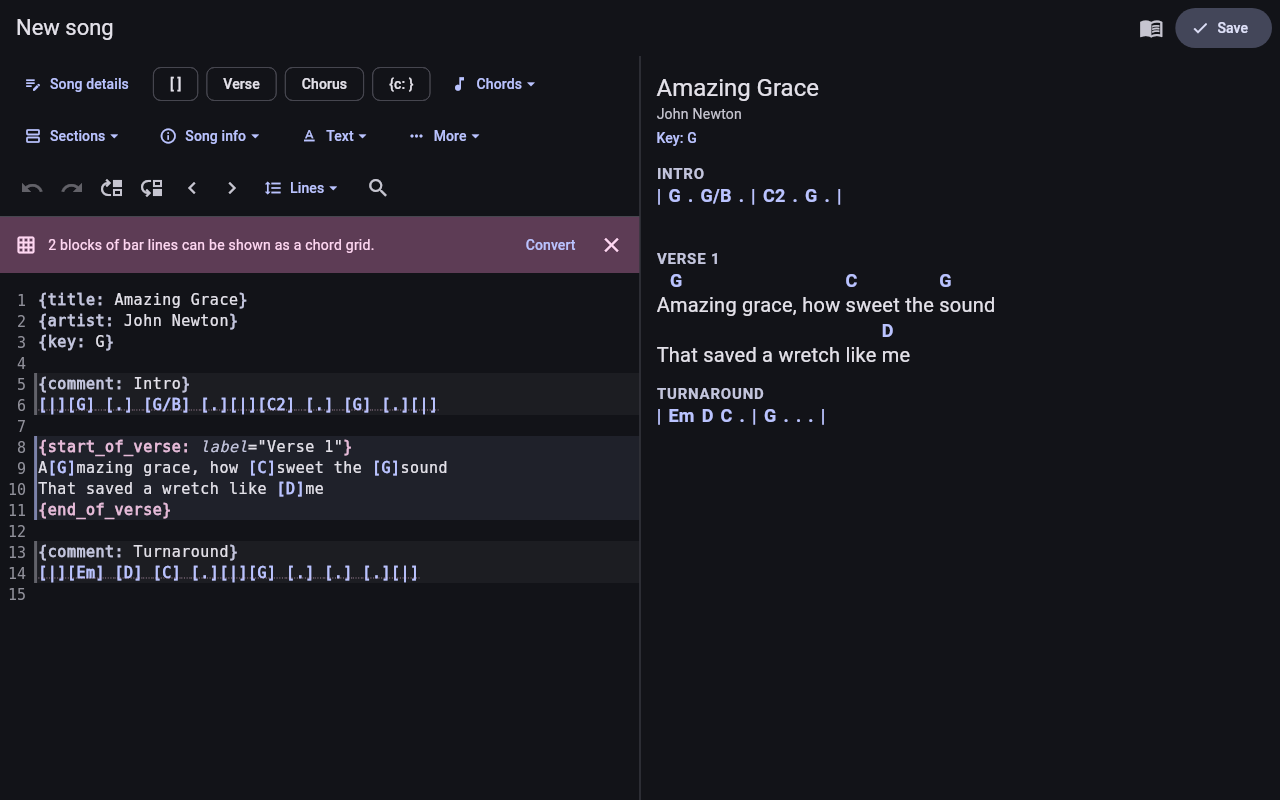 New song
Save
Song details
[ ]
Verse
Chorus
{c: }
Chords
Sections
Song info
Text
More
Lines
2 blocks of bar lines can be shown as a chord grid.
Convert
1 {title: Amazing Grace}
2 {artist: John Newton}
3 {key: G}
4
5 {comment: Intro}
6 [|][G] [.] [G/B] [.][|][C2] [.] [G] [.][|]
7
8 {start_of_verse: label="Verse 1"}
9 A[G]mazing grace, how [C]sweet the [G]sound
10 That saved a wretch like [D]me
11 {end_of_verse}
12
13 {comment: Turnaround}
14 [|][Em] [D] [C] [.][|][G] [.] [.] [.][|]
15
Amazing Grace
John Newton
Key: G
INTRO
| G . G/B . | C2 . G . |
VERSE 1
G C G
Amazing grace, how sweet the sound
D
That saved a wretch like me
TURNAROUND
| Em D C . | G . . . |